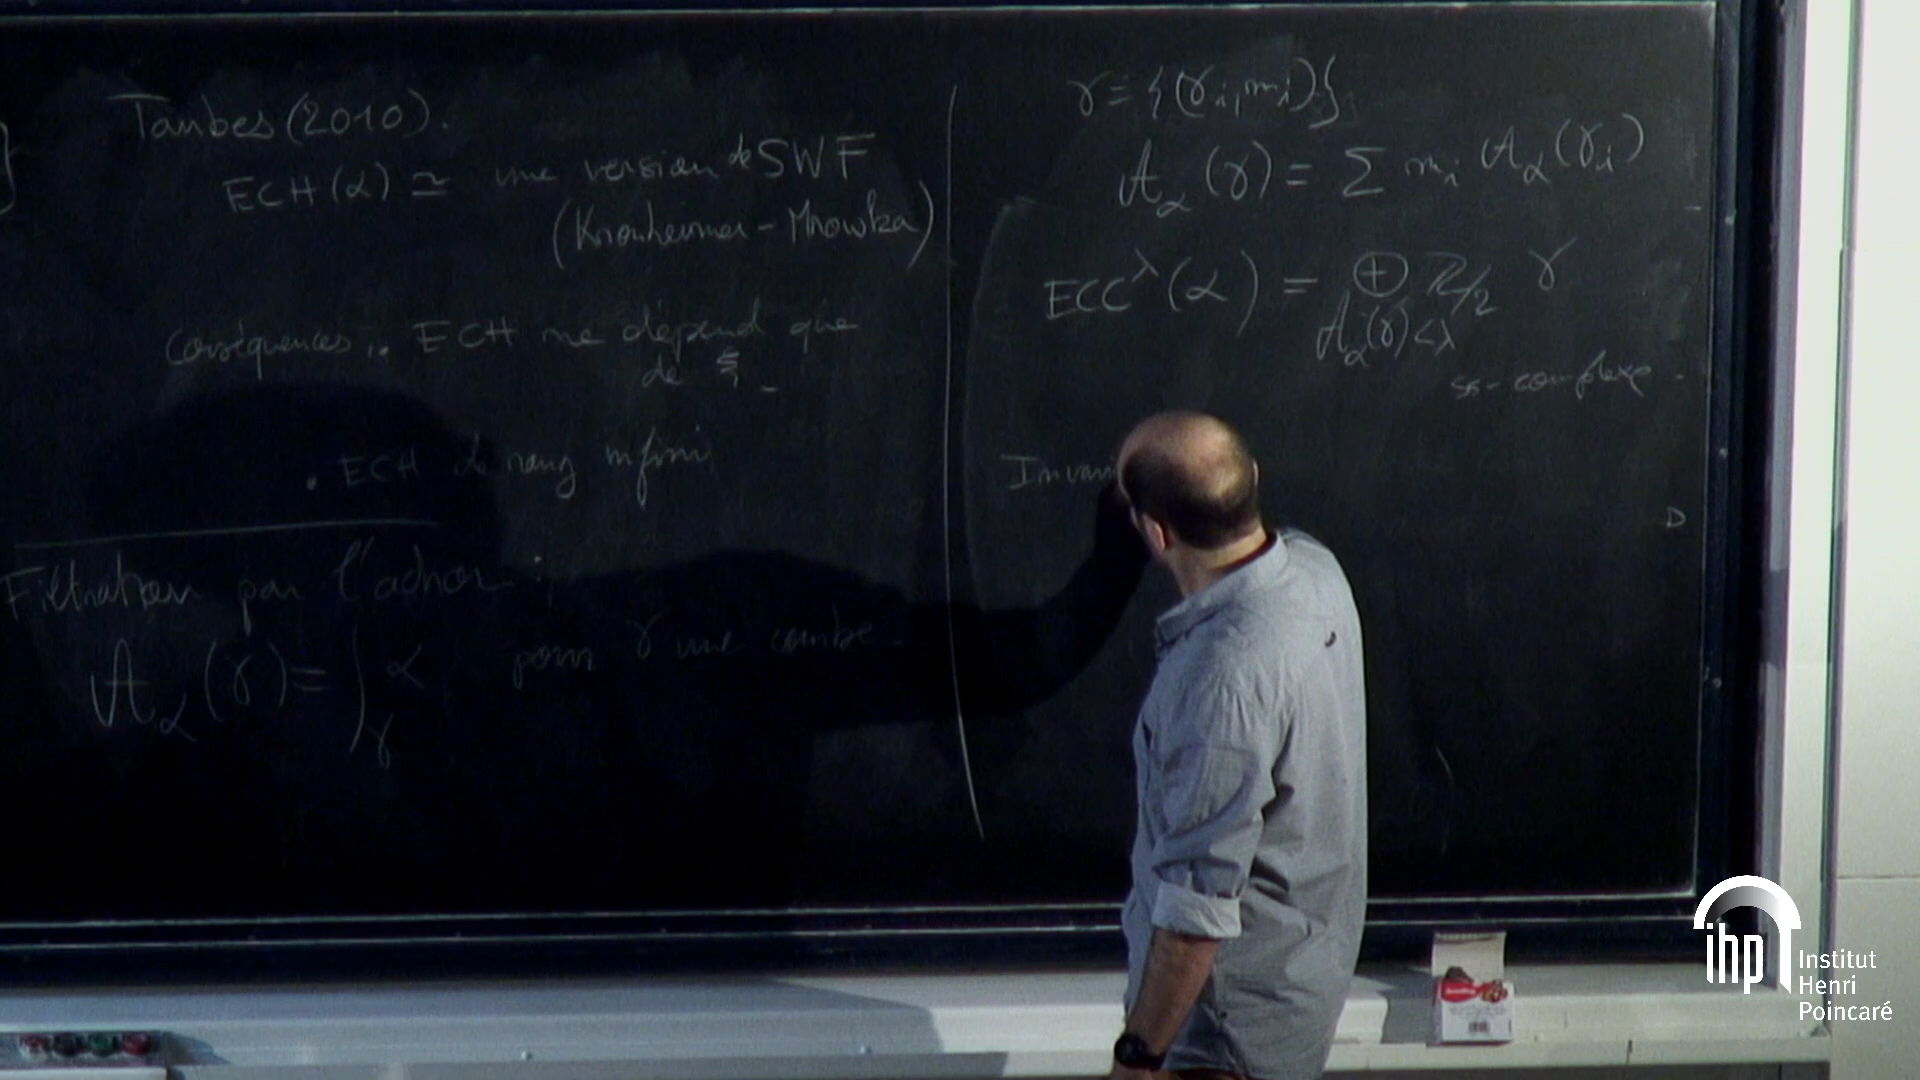 Taubes (2010).
ECH(α) ≃ une version de SWF
(Kronheimer - Mrowka)
Conséquences : . ECH ne dépend que
de ξ -
. ECH de rang infini
Filtration par l'action :
A_α(γ) = ∫_γ α pour γ une courbe -
γ = {(γ_i, m_i)}
A_α(γ) = Σ m_i A_α(γ_i)
ECC^λ(α) = ⊕ Z/2 γ
A_α(γ) < λ
ss-complexe -
Invari
ihp
Institut
Henri
Poincaré